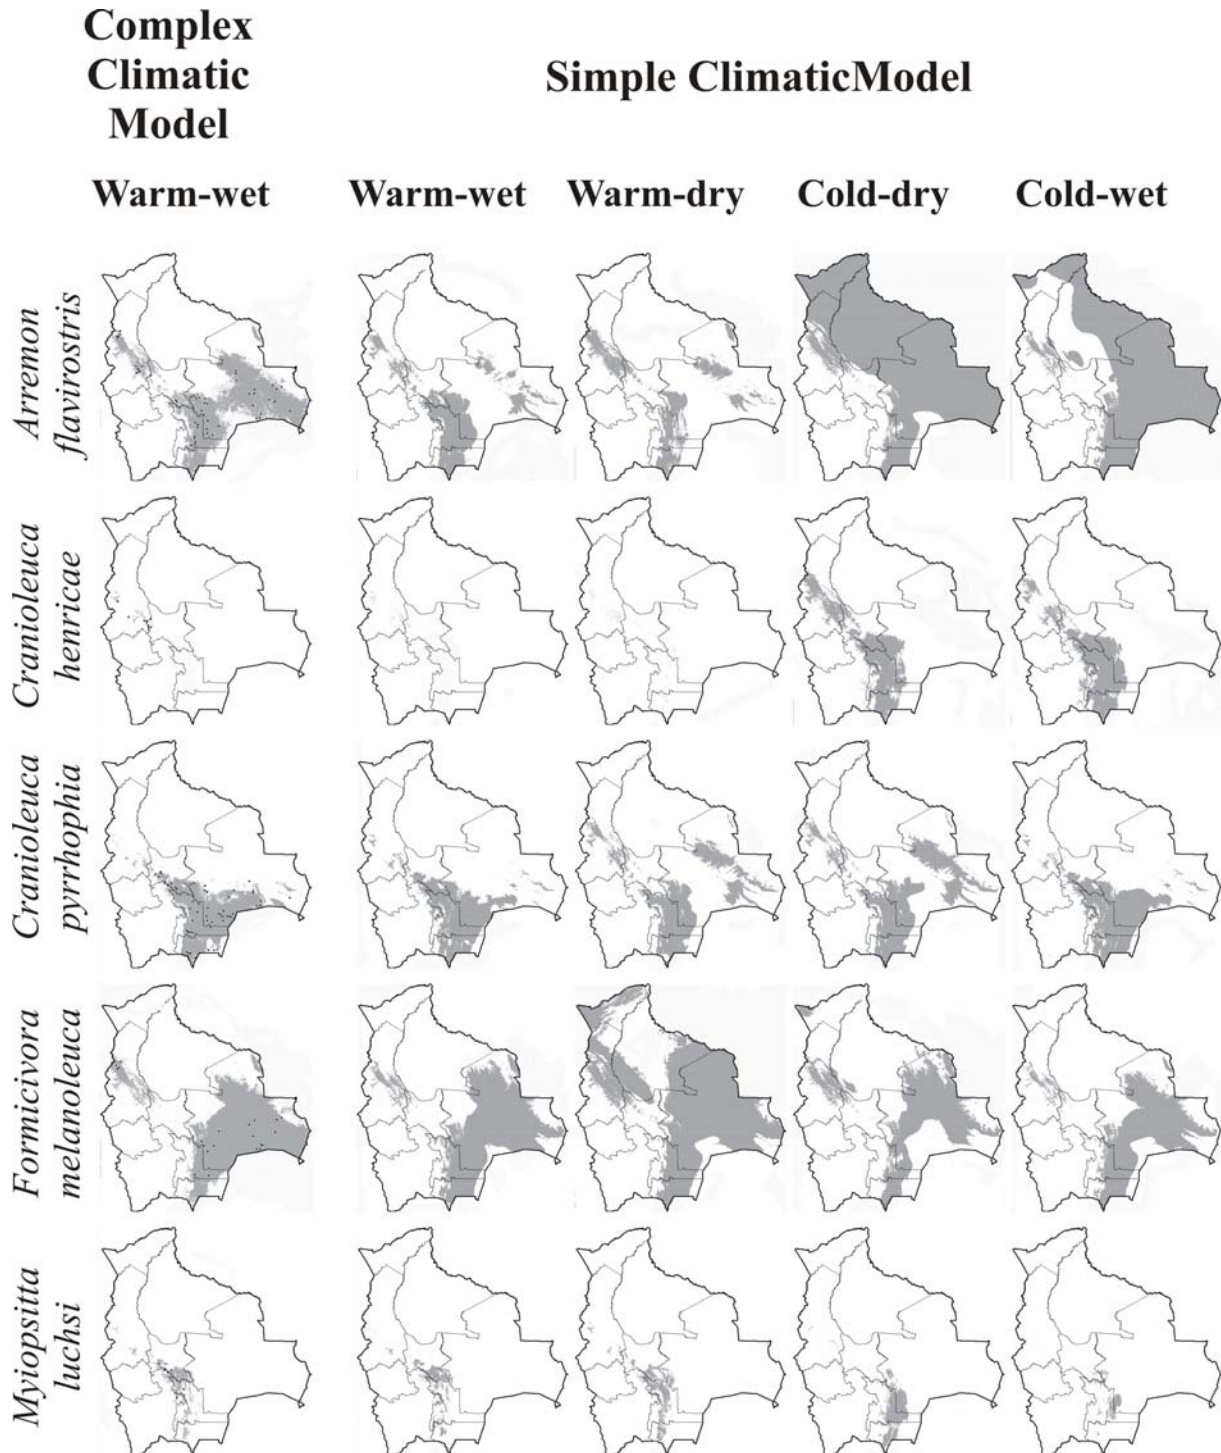 Complex
Climatic
Model
Simple ClimaticModel
Warm-wet
Warm-wet
Warm-dry
Cold-dry
Cold-wet
Arremon
flavirostris
Cranioleuca
henricae
Cranioleuca
pyrrhophia
Formicivora
melanoleuca
Myiopsitta
luchsi